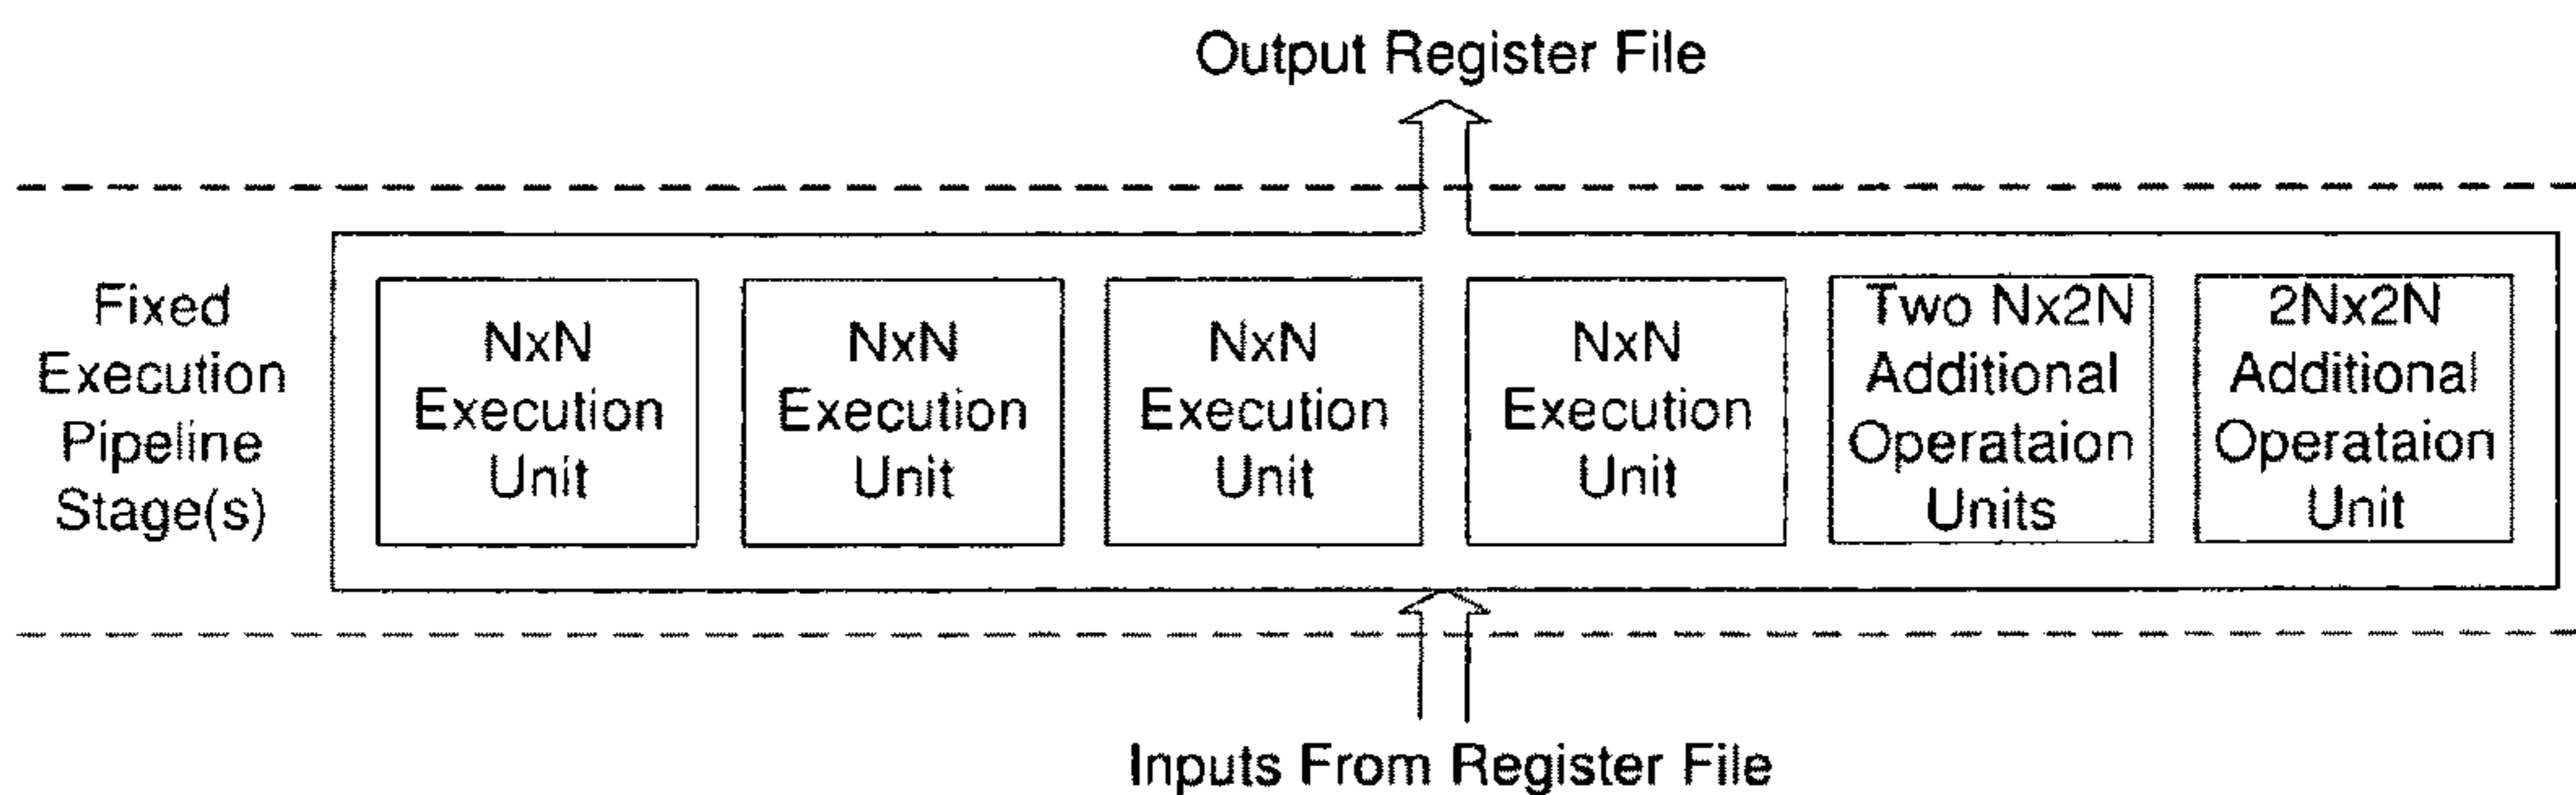 Output Register File
Fixed
Execution
Pipeline
Stage(s)
NxN
Execution
Unit
NxN
Execution
Unit
NxN
Execution
Unit
NxN
Execution
Unit
Two Nx2N
Additional
Operataion
Units
2Nx2N
Additional
Operataion
Unit
Inputs From Register File